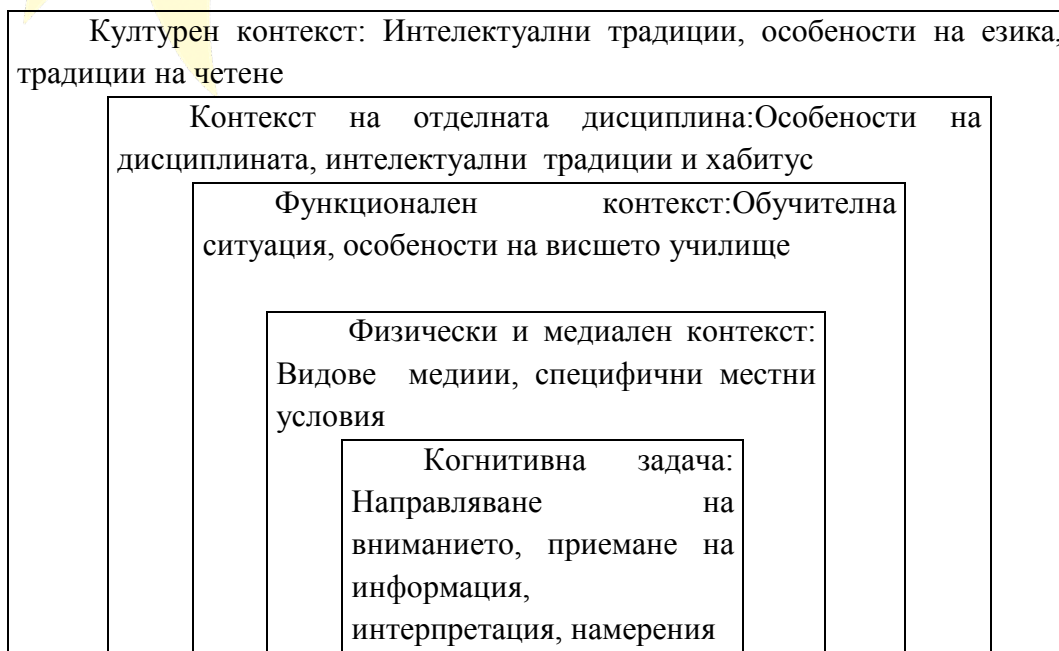 Културен контекст: Интелектуални традиции, особености на езика,
традиции на четене
Контекст на отделната дисциплина:Особености на
дисциплината, интелектуални традиции и хабитус
Функционален контекст:Обучителна
ситуация, особености на висшето училище
Физически и медиален контекст:
Видове медиии, специфични местни
условия
Когнитивна задача:
Направляване на
вниманието, приемане на
информация,
интерпретация, намерения